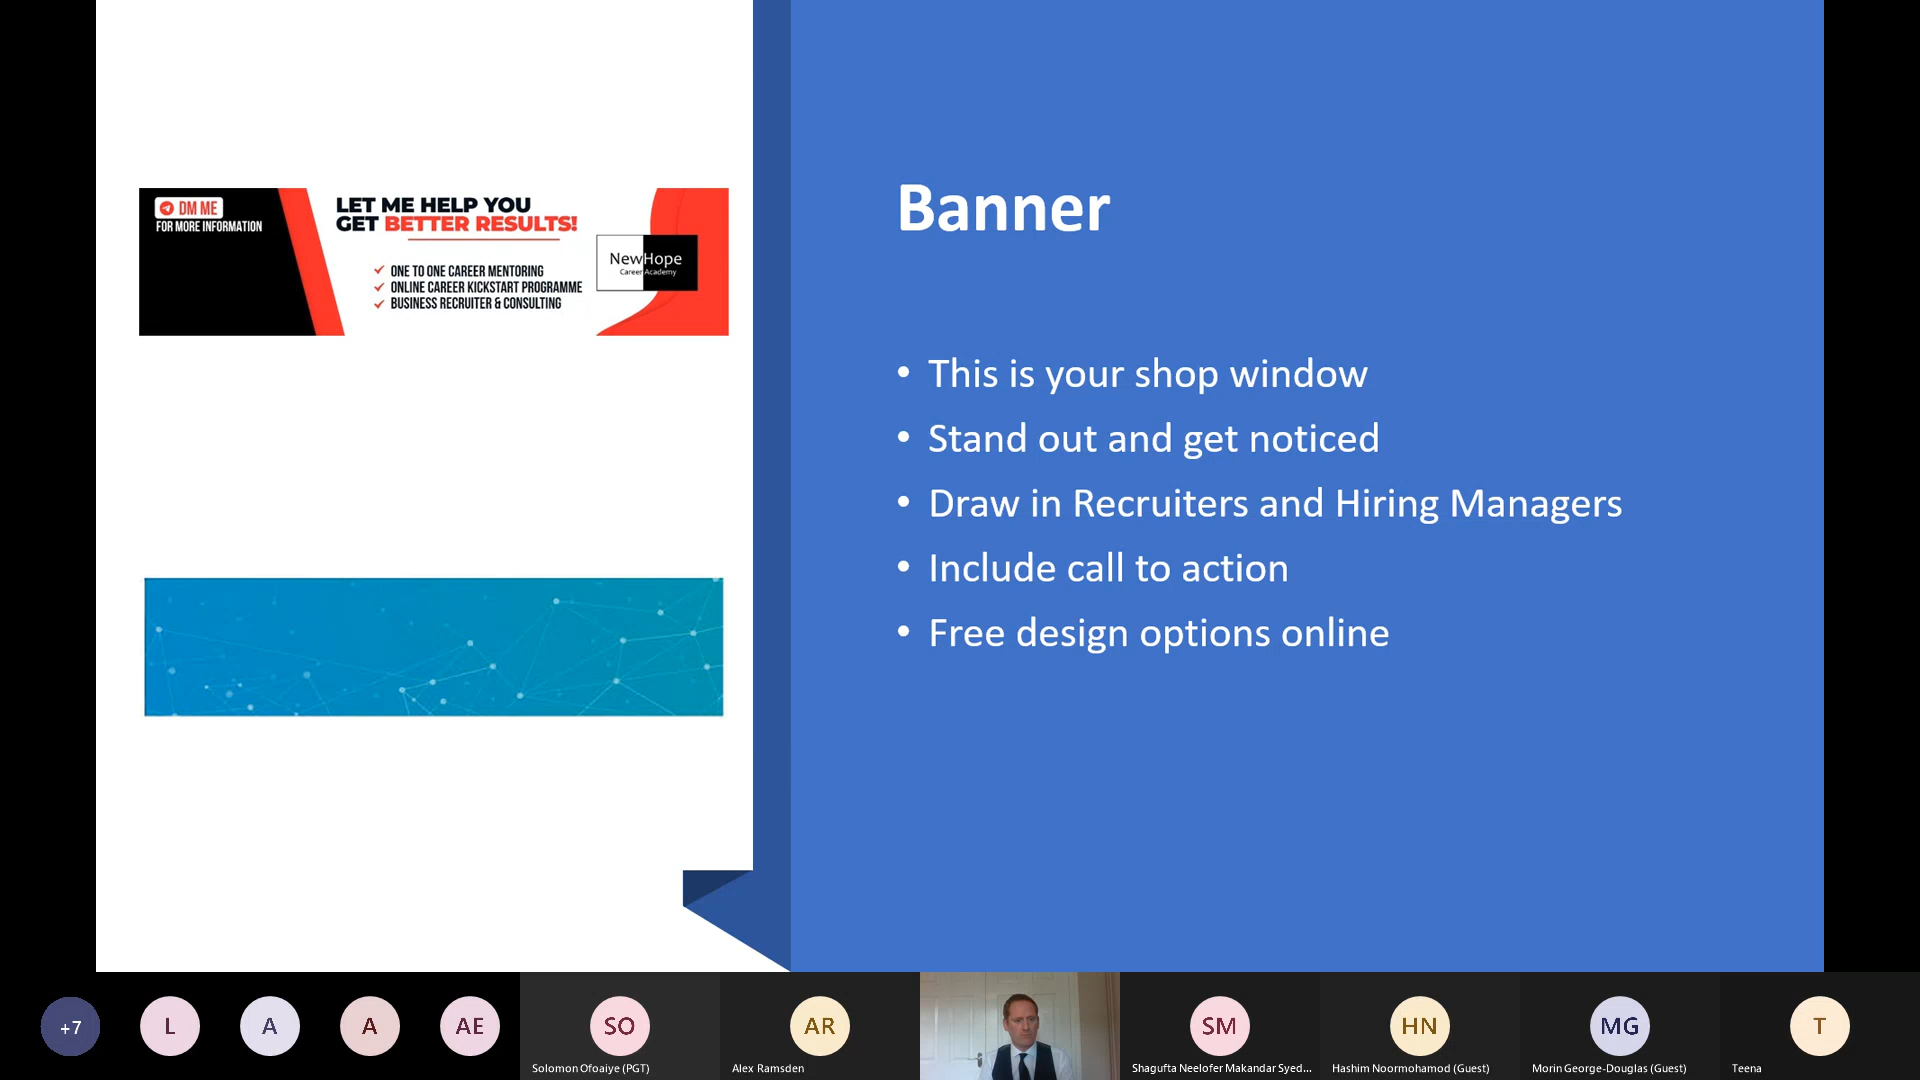 DM ME
FOR MORE INFORMATION
LET ME HELP YOU
GET BETTER RESULTS!
ONE TO ONE CAREER MENTORING
ONLINE CAREER KICKSTART PROGRAMME
BUSINESS RECRUITER & CONSULTING
NewHope
Career Academy
Banner
• This is your shop window
• Stand out and get noticed
• Draw in Recruiters and Hiring Managers
• Include call to action
• Free design options online
+7
L
A
A
AE
SO
Solomon Ofoaiye (PGT)
AR
Alex Ramsden
SM
Shagufta Neelofer Makandar Syed...
HN
Hashim Noormohamod (Guest)
MG
Morin George-Douglas (Guest)
T
Teena